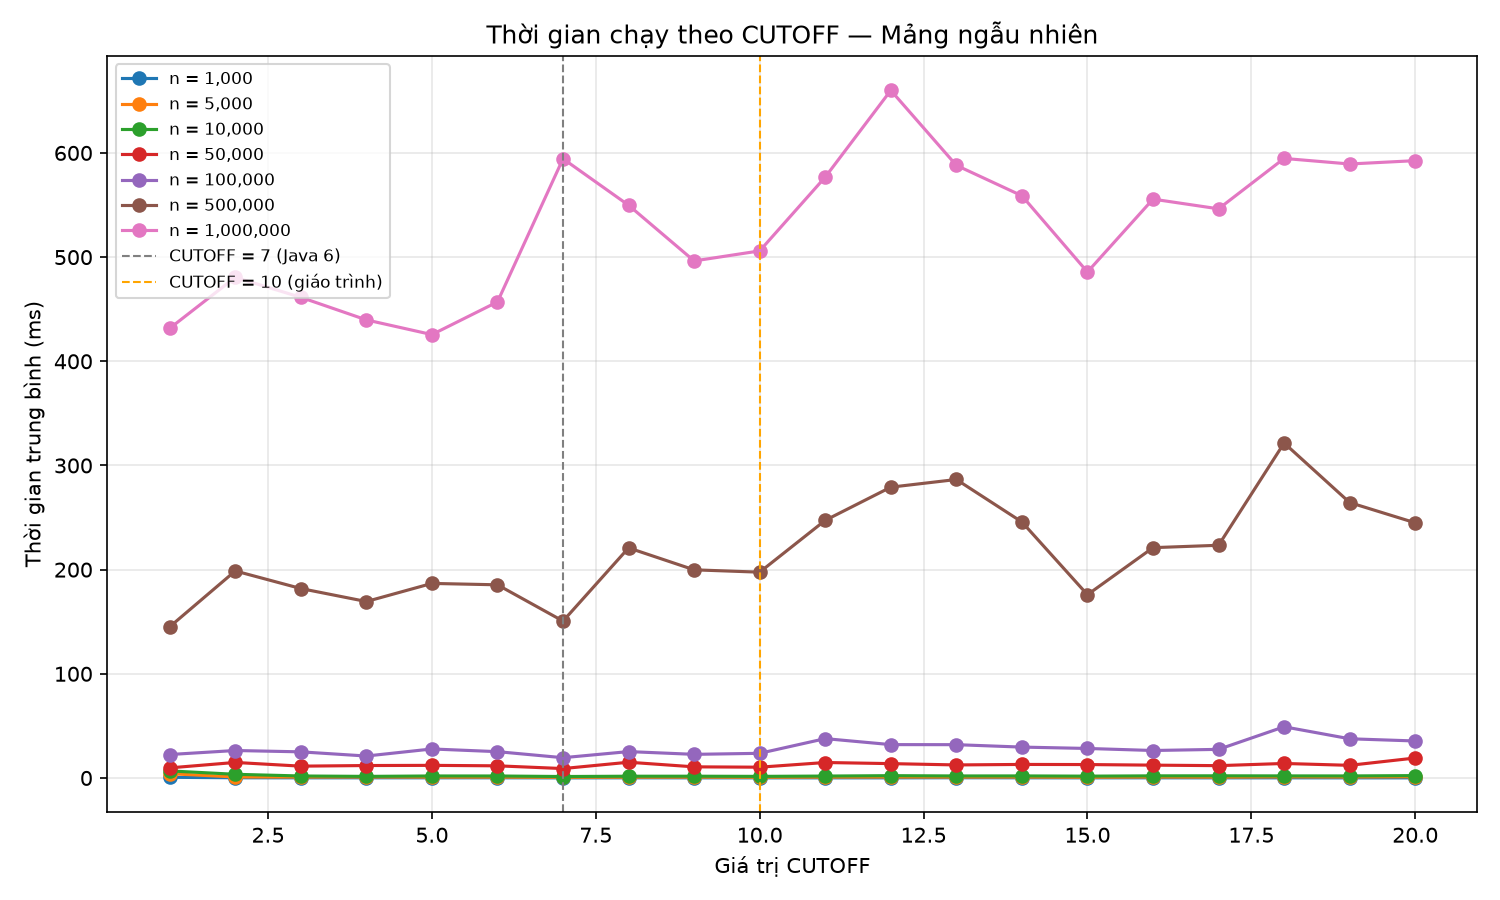 Thời gian chạy theo CUTOFF — Mảng ngẫu nhiên
n = 1,000
n = 5,000
n = 10,000
n = 50,000
n = 100,000
n = 500,000
n = 1,000,000
CUTOFF = 7 (Java 6)
CUTOFF = 10 (giáo trình)
Thời gian trung bình (ms)
600
500
400
300
200
100
0
2.5
5.0
7.5
10.0
12.5
15.0
17.5
20.0
Giá trị CUTOFF